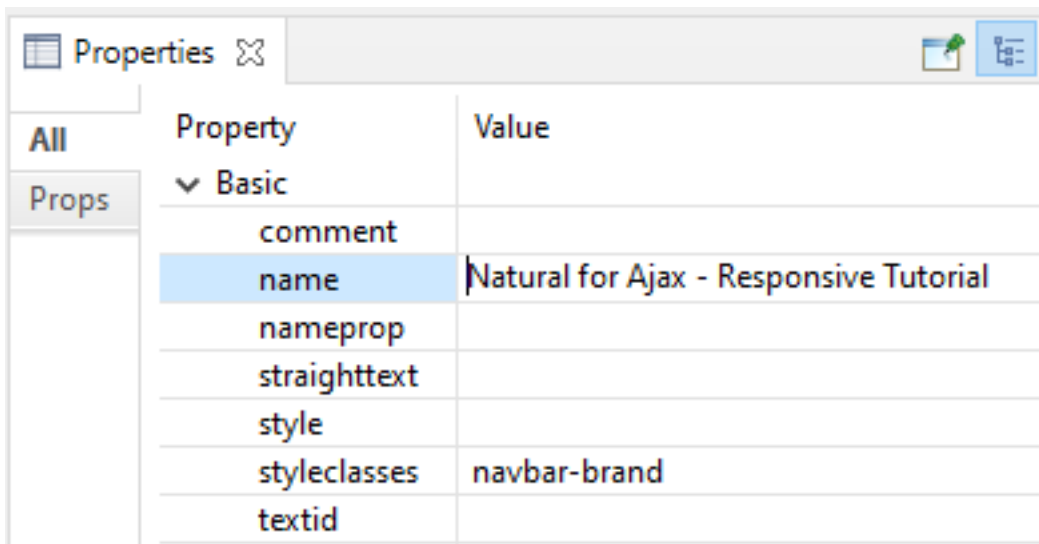 Properties
All
Props
Property Value
Basic
comment
name Natural for Ajax - Responsive Tutorial
nameprop
straighttext
style
styleclasses navbar-brand
textid